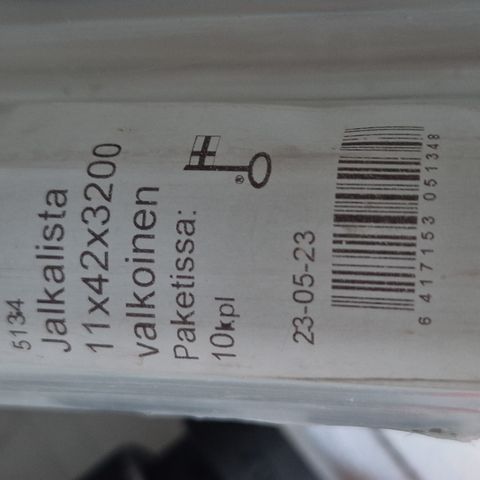 5134
Jalkalista
11x42x3200
valkoinen
Paketissa:
10kpl
®
23-05-23
6 417153 051348